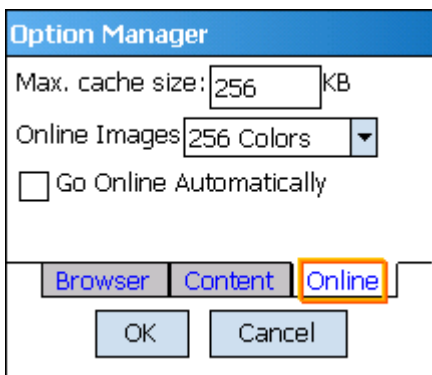 Option Manager
Max. cache size: 256 KB
Online Images 256 Colors
Go Online Automatically
Browser Content Online
OK Cancel